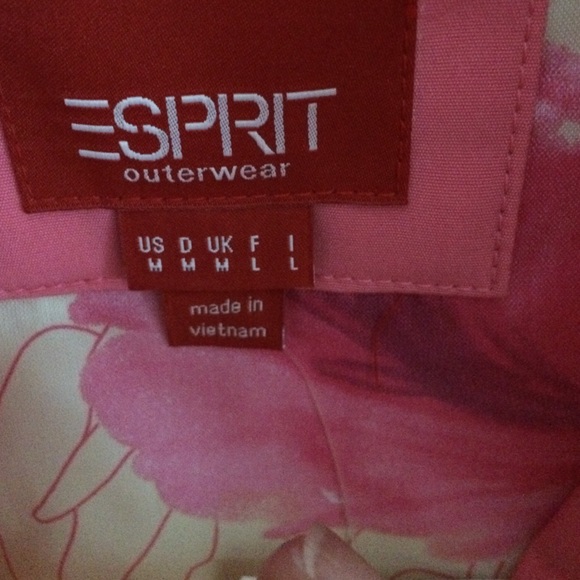 ESPRIT
outerwear
US D UK F I
M M M L L
made in
vietnam